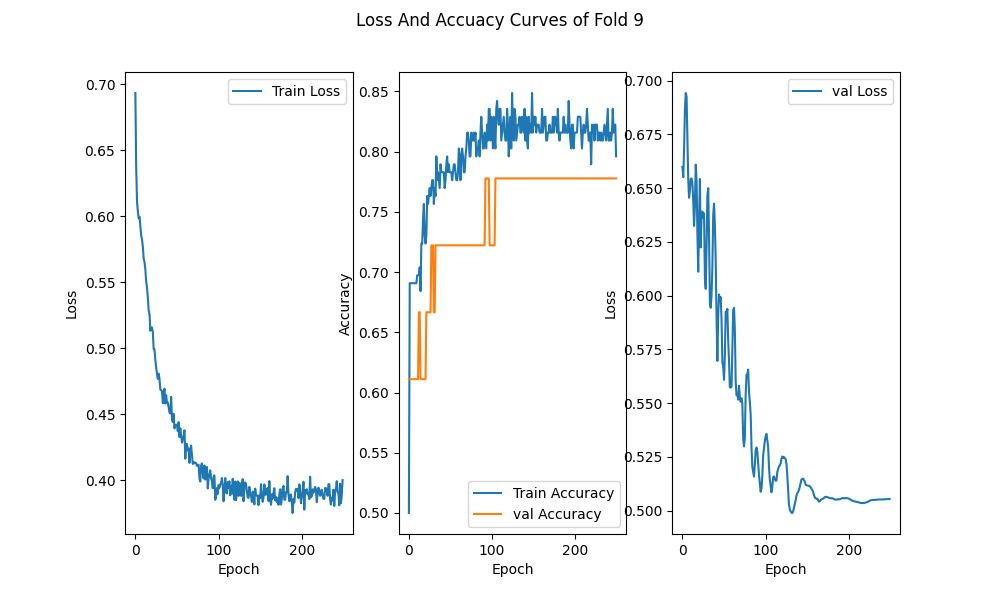 Loss And Accuacy Curves of Fold 9
0.70
0.65
0.60
0.55
0.50
0.45
0.40
Loss
Train Loss
0 100 200
Epoch
0.85
0.80
0.75
0.70
0.65
0.60
0.55
0.50
Accuracy
Train Accuracy
val Accuracy
0 100 200
Epoch
0.700
0.675
0.650
0.625
0.600
0.575
0.550
0.525
0.500
Loss
val Loss
0 100 200
Epoch